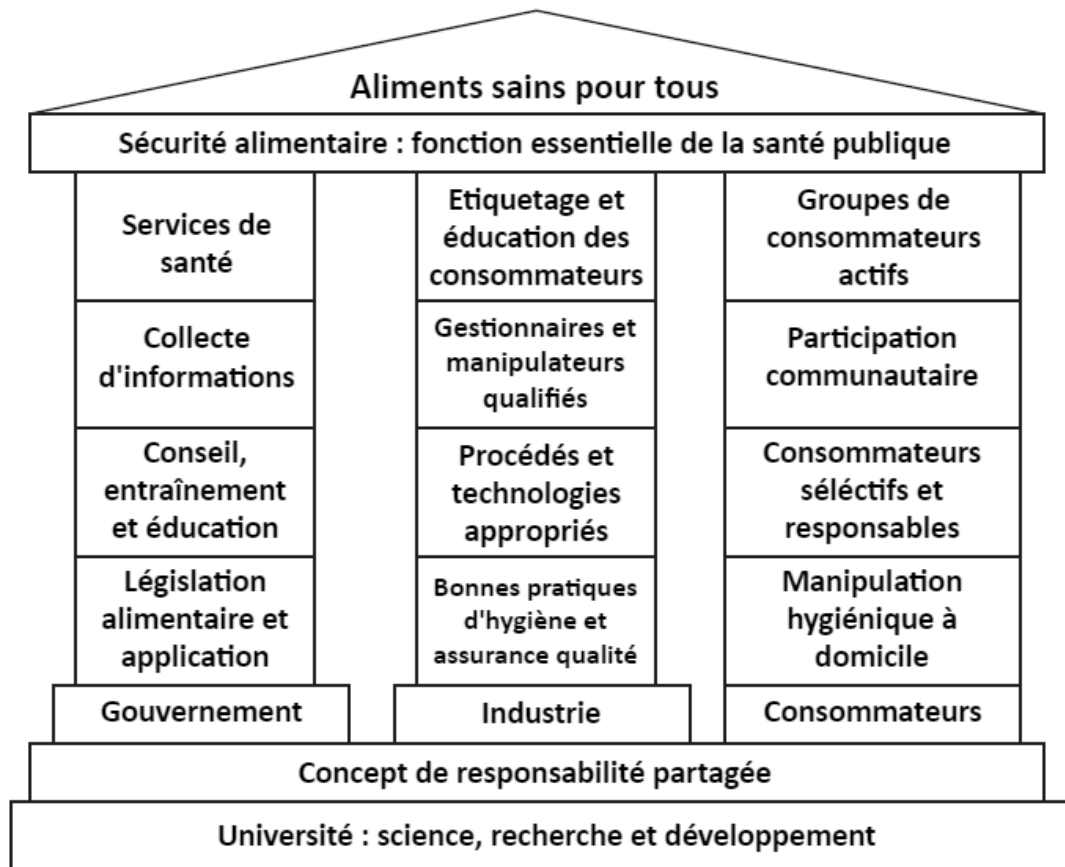 Aliments sains pour tous
Sécurité alimentaire : fonction essentielle de la santé publique
Services de
santé
Collecte
d'informations
Conseil,
entraînement
et éducation
Législation
alimentaire et
application
Gouvernement
Etiquetage et
éducation des
consommateurs
Gestionnaires et
manipulateurs
qualifiés
Procédés et
technologies
appropriés
Bonnes pratiques
d'hygiène et
assurance qualité
Industrie
Groupes de
consommateurs
actifs
Participation
communautaire
Consommateurs
séléctifs et
responsables
Manipulation
hygiénique à
domicile
Consommateurs
Concept de responsabilité partagée
Université : science, recherche et développement